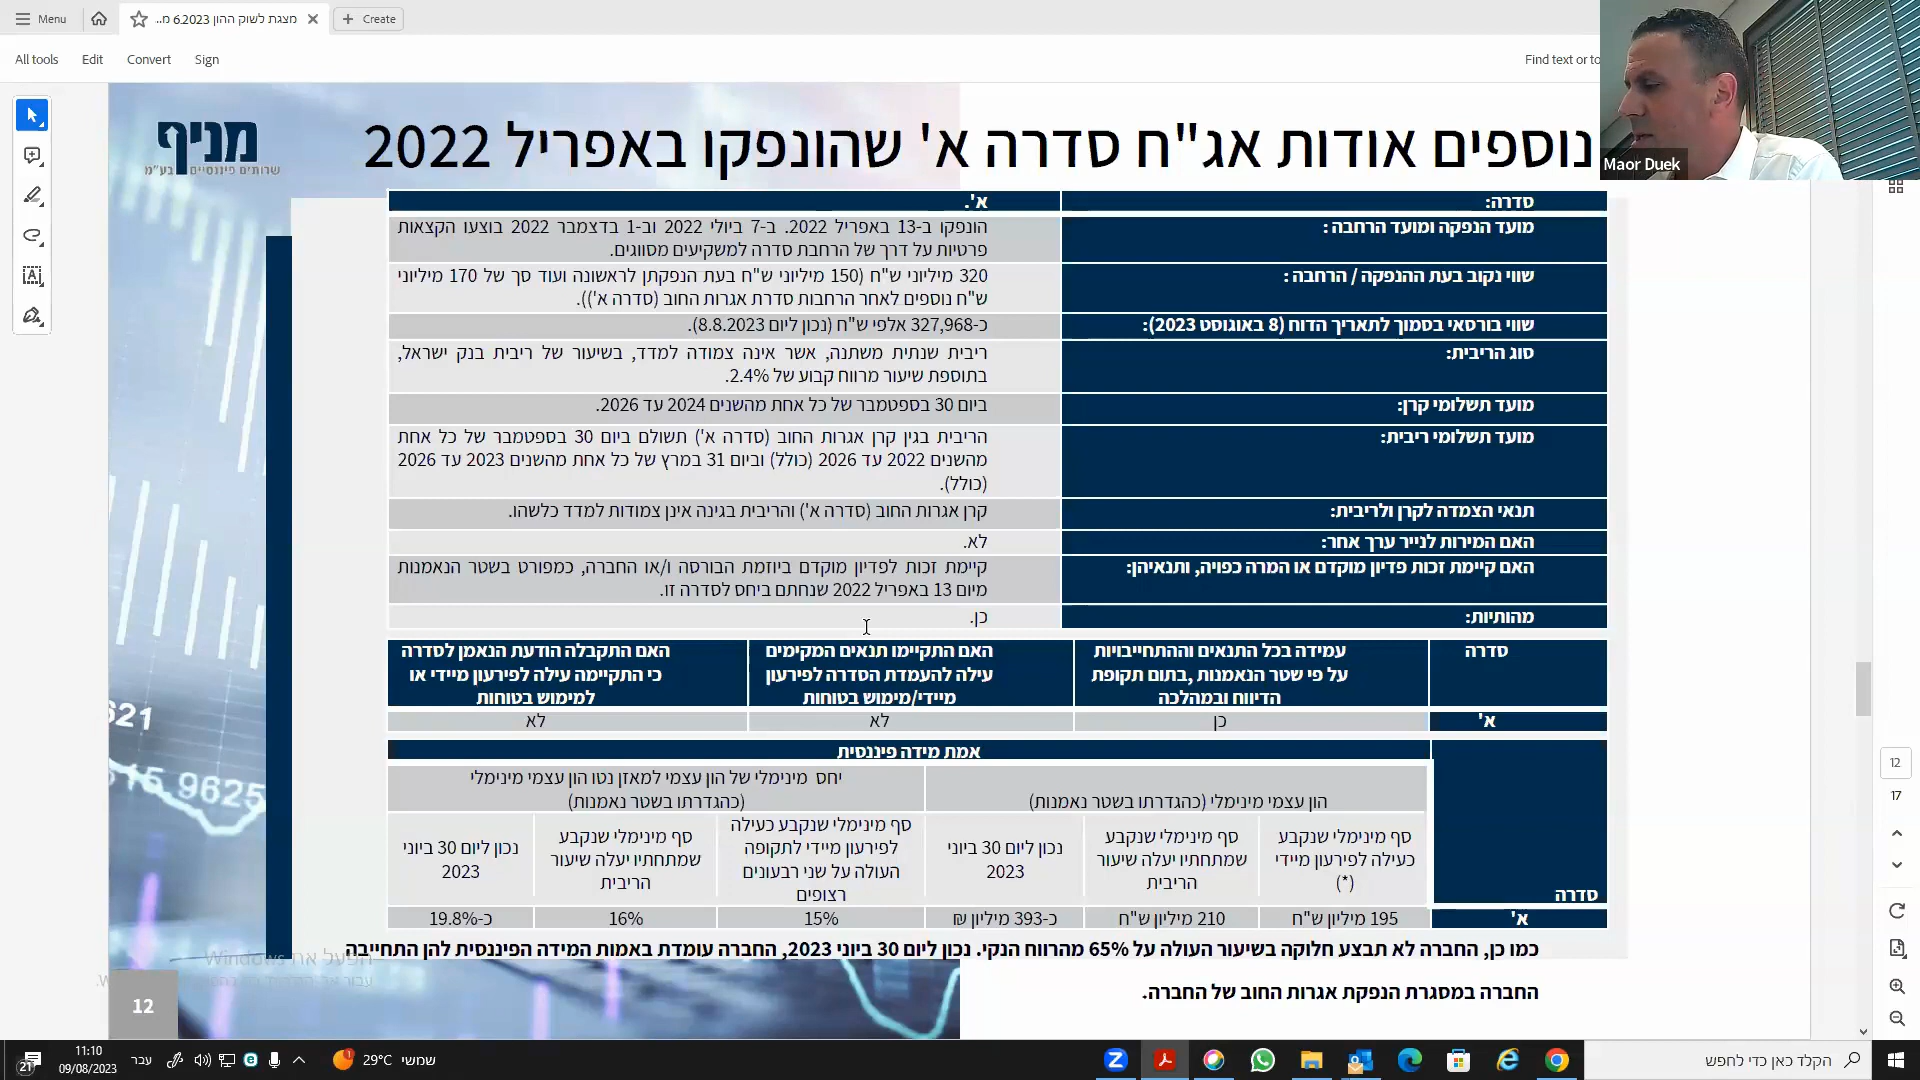 Menu
מצגת לשוק ההון 6.2023 מ...
Create
All tools
Edit
Convert
Sign
Find text or to
Maor Duek
מניף
שרותים פיננסיים בע"מ
נוספים אודות אג"ח סדרה א' שהונפקו באפריל 2022
סדרה:
א'.
מועד הנפקה ומועד הרחבה :
הונפקו ב-13 באפריל 2022. ב-7 ביולי 2022 וב-1 בדצמבר 2022 בוצעו הקצאות
פרטיות על דרך של הרחבת סדרה למשקיעים מסווגים.
שווי נקוב בעת ההנפקה / הרחבה :
320 מיליוני ש"ח (150 מיליוני ש"ח בעת הנפקתן לראשונה ועוד סך של 170 מיליוני
ש"ח נוספים לאחר הרחבות סדרת אגרות החוב (סדרה א')).
שווי בורסאי בסמוך לתאריך הדוח (8 באוגוסט 2023):
כ-327,968 אלפי ש"ח (נכון ליום 8.8.2023).
סוג הריבית:
ריבית שנתית משתנה, אשר אינה צמודה למדד, בשיעור של ריבית בנק ישראל,
בתוספת שיעור מרווח קבוע של 2.4%.
מועד תשלומי קרן:
ביום 30 בספטמבר של כל אחת מהשנים 2024 עד 2026.
מועד תשלומי ריבית:
הריבית בגין קרן אגרות החוב (סדרה א') תשולם ביום 30 בספטמבר של כל אחת
מהשנים 2022 עד 2026 (כולל) וביום 31 במרץ של כל אחת מהשנים 2023 עד 2026
(כולל).
תנאי הצמדה לקרן ולריבית:
קרן אגרות החוב (סדרה א') והריבית בגינה אינן צמודות למדד כלשהו.
האם המירות לנייר ערך אחר:
לא.
האם קיימת זכות פדיון מוקדם או המרה כפויה, ותנאיהן:
קיימת זכות לפדיון מוקדם ביוזמת הבורסה ו/או החברה, כמפורט בשטר הנאמנות
מיום 13 באפריל 2022 שנחתם ביחס לסדרה זו.
מהותיות:
כן.
סדרה
עמידה בכל התנאים וההתחייבויות
על פי שטר הנאמנות ,בתום תקופת
הדיווח ובמהלכה
האם התקיימו תנאים המקימים
עילה להעמדת הסדרה לפירעון
מיידי/מימוש בטוחות
האם התקבלה הודעת הנאמן לסדרה
כי התקיימה עילה לפירעון מיידי או
למימוש בטוחות
א'
כן
לא
לא
אמת מידה פיננסית
סדרה
הון עצמי מינימלי (כהגדרתו בשטר נאמנות)
יחס מינימלי של הון עצמי למאזן נטו הון עצמי מינימלי
(כהגדרתו בשטר נאמנות)
סף מינימלי שנקבע
כעילה לפירעון מיידי
(*)
סף מינימלי שנקבע
שמתחתיו יעלה שיעור
הריבית
נכון ליום 30 ביוני
2023
סף מינימלי שנקבע כעילה
לפירעון מיידי לתקופה
העולה על שני רבעונים
רצופים
סף מינימלי שנקבע
שמתחתיו יעלה שיעור
הריבית
נכון ליום 30 ביוני
2023
א'
195 מיליון ש"ח
210 מיליון ש"ח
כ-393 מיליון ₪
15%
16%
כ-19.8%
כמו כן, החברה לא תבצע חלוקה בשיעור העולה על 65% מהרווח הנקי. נכון ליום 30 ביוני 2023, החברה עומדת באמות המידה הפיננסית להן התחייבה
החברה במסגרת הנפקת אגרות החוב של החברה.
הפעל את Windows
621
515.9625
12
12
17
11:10
09/08/2023
21
עבר
29°C
שמשי
הקלד כאן כדי לחפש